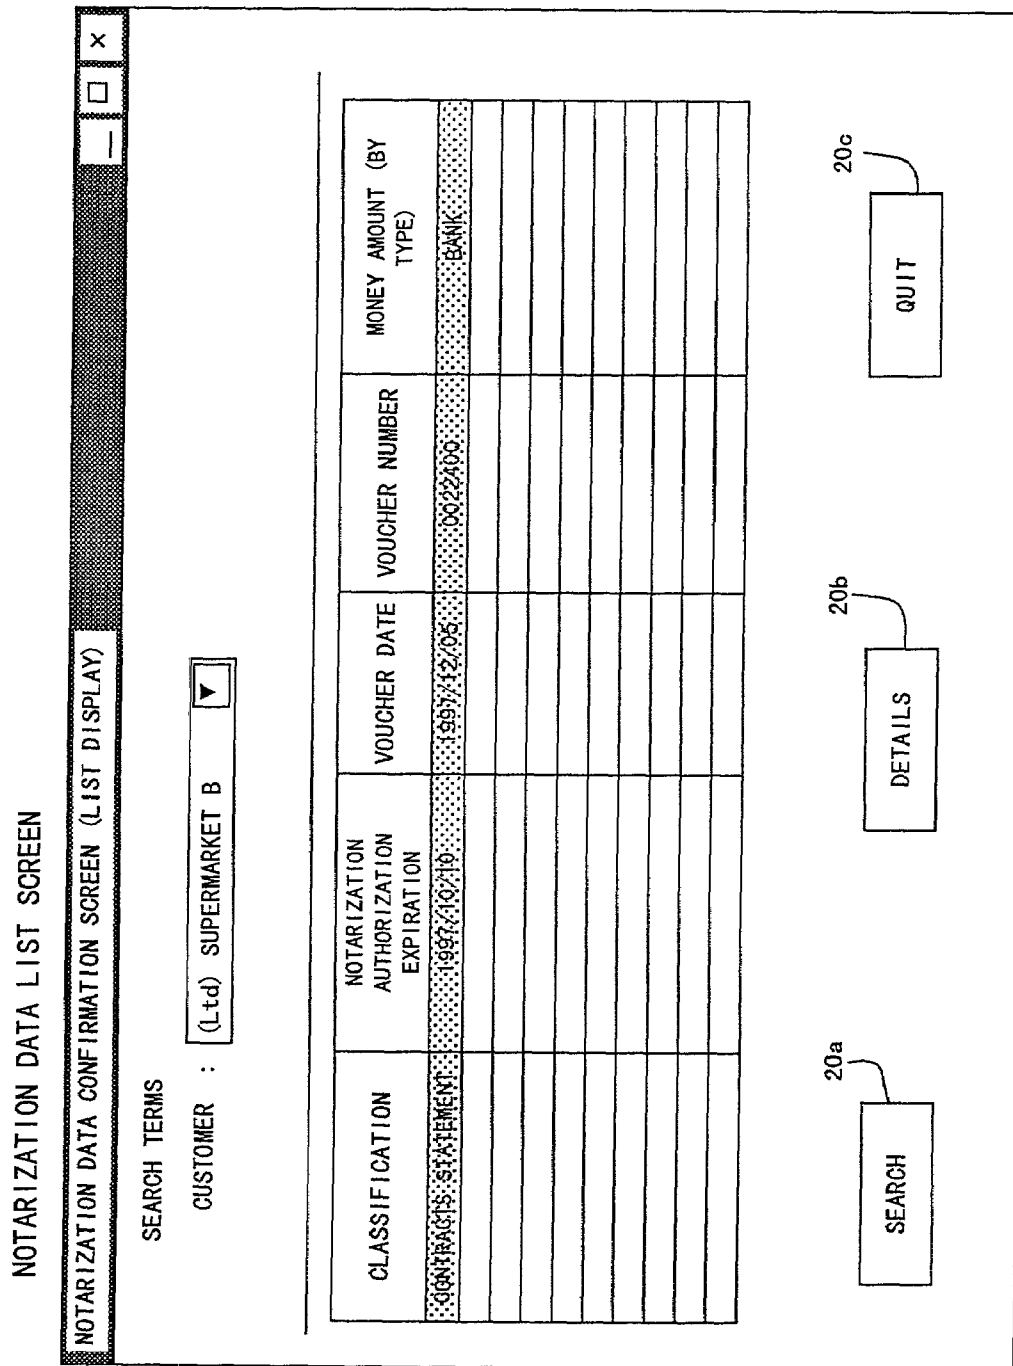 NOTARIZATION DATA LIST SCREEN
NOTARIZATION DATA CONFIRMATION SCREEN (LIST DISPLAY)
SEARCH TERMS
CUSTOMER : (Ltd) SUPERMARKET B
CLASSIFICATION
NOTARIZATION
AUTHORIZATION
EXPIRATION
VOUCHER DATE
VOUCHER NUMBER
MONEY AMOUNT (BY
TYPE)
STATEMENT 1997/10/10 1997/12/05 0022400 BANK
20a
20b
20c
SEARCH
DETAILS
QUIT